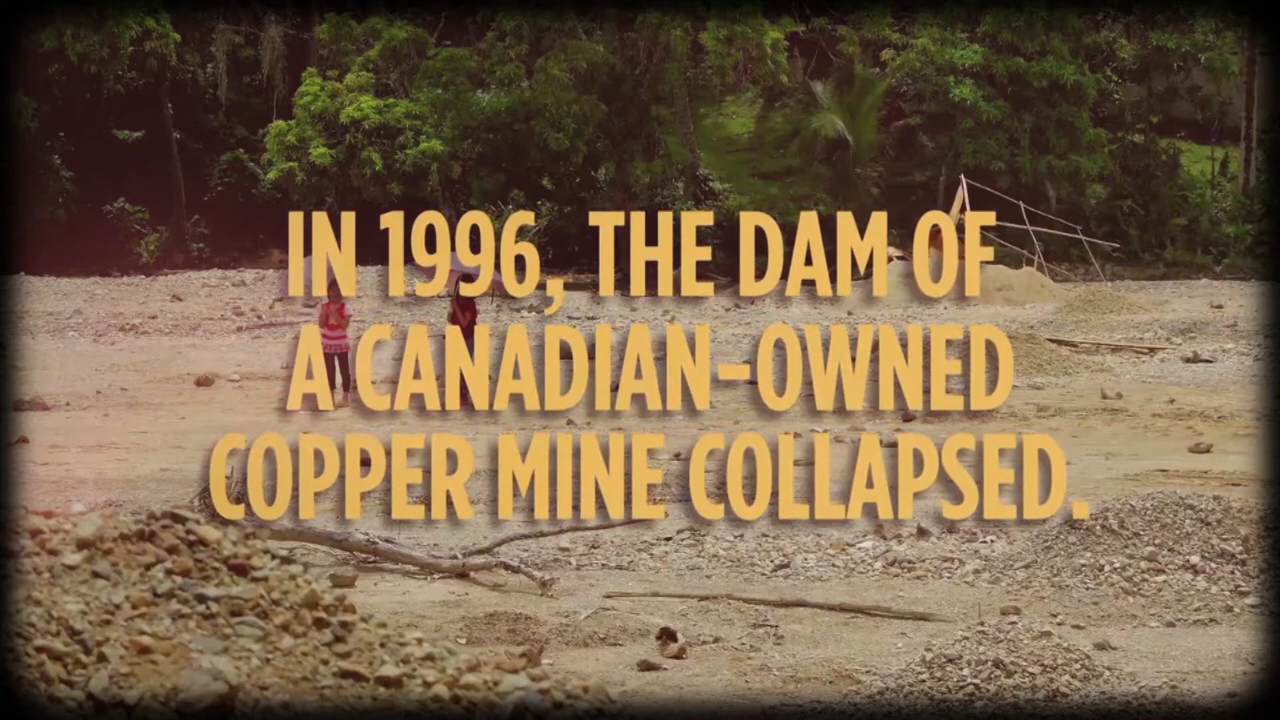 IN 1996, THE DAM OF
A CANADIAN-OWNED
COPPER MINE COLLAPSED.